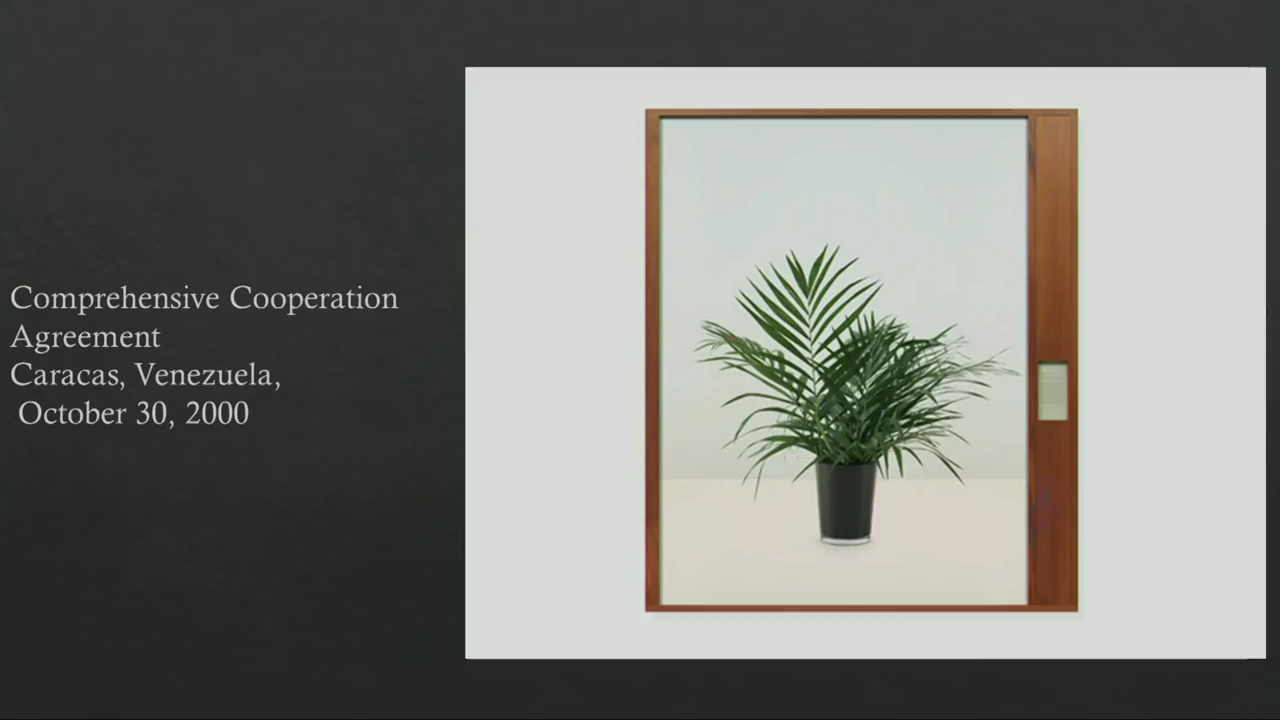 Comprehensive Cooperation
Agreement
Caracas, Venezuela,
October 30, 2000